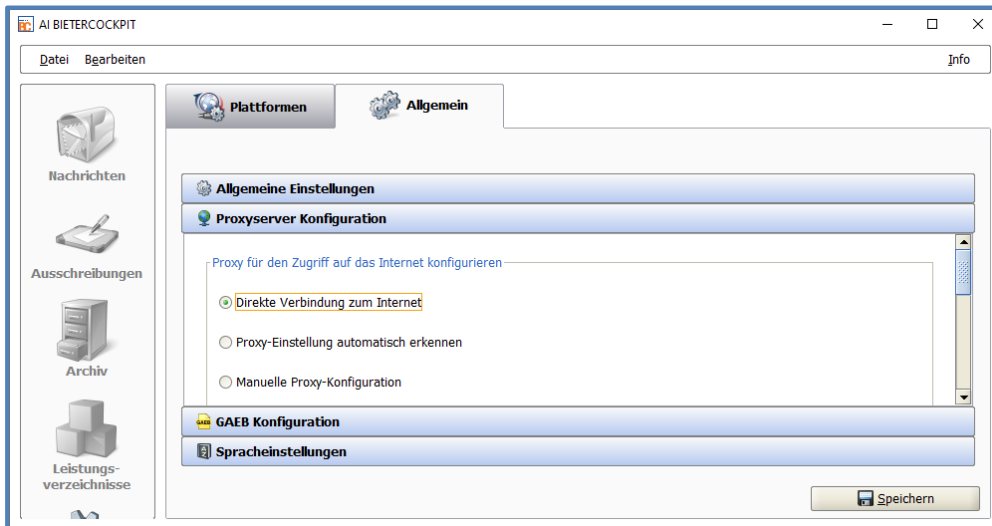 BC AI BIETERCOCKPIT
Datei Bearbeiten Info
Plattformen Allgemein
Nachrichten
Ausschreibungen
Archiv
Leistungs-
verzeichnisse
Allgemeine Einstellungen
Proxyserver Konfiguration
Proxy für den Zugriff auf das Internet konfigurieren
Direkte Verbindung zum Internet
Proxy-Einstellung automatisch erkennen
Manuelle Proxy-Konfiguration
GAEB GAEB Konfiguration
Spracheinstellungen
Speichern